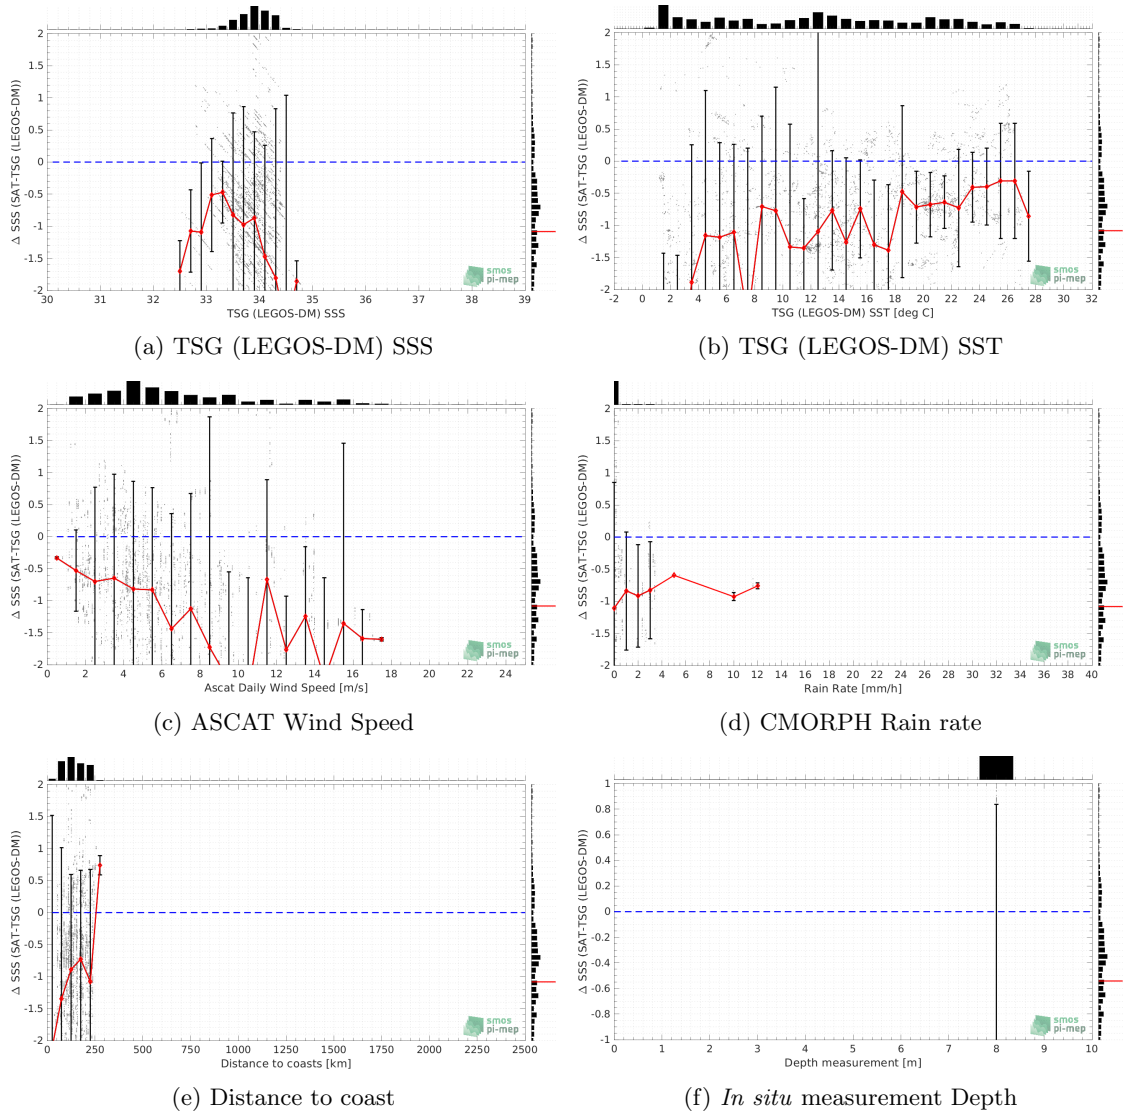 2
1.5
1
0.5
0
-0.5
-1
-1.5
-2
Δ SSS (SAT-TSG (LEGOS-DM))
30 31 32 33 34 35 36 37 38 39
TSG (LEGOS-DM) SSS
smos
pi-mep
(a) TSG (LEGOS-DM) SSS
2
1.5
1
0.5
0
-0.5
-1
-1.5
-2
Δ SSS (SAT-TSG (LEGOS-DM))
-2 0 2 4 6 8 10 12 14 16 18 20 22 24 26 28 30 32
TSG (LEGOS-DM) SST [deg C]
smos
pi-mep
(b) TSG (LEGOS-DM) SST
2
1.5
1
0.5
0
-0.5
-1
-1.5
-2
Δ SSS (SAT-TSG (LEGOS-DM))
0 2 4 6 8 10 12 14 16 18 20 22 24
Ascat Daily Wind Speed [m/s]
smos
pi-mep
(c) ASCAT Wind Speed
2
1.5
1
0.5
0
-0.5
-1
-1.5
-2
Δ SSS (SAT-TSG (LEGOS-DM))
0 2 4 6 8 10 12 14 16 18 20 22 24 26 28 30 32 34 36 38 40
Rain Rate [mm/h]
smos
pi-mep
(d) CMORPH Rain rate
2
1.5
1
0.5
0
-0.5
-1
-1.5
-2
Δ SSS (SAT-TSG (LEGOS-DM))
0 250 500 750 1000 1250 1500 1750 2000 2250 2500
Distance to coasts [km]
smos
pi-mep
(e) Distance to coast
1
0.8
0.6
0.4
0.2
0
-0.2
-0.4
-0.6
-0.8
-1
Δ SSS (SAT-TSG (LEGOS-DM))
0 1 2 3 4 5 6 7 8 9 10
Depth measurement [m]
smos
pi-mep
(f) In situ measurement Depth